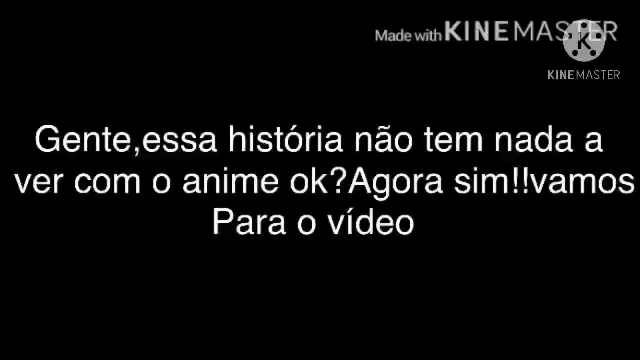 Made with KINEMASTER
KINEMASTER
Gente,essa história não tem nada a
ver com o anime ok?Agora sim!!vamos
Para o vídeo